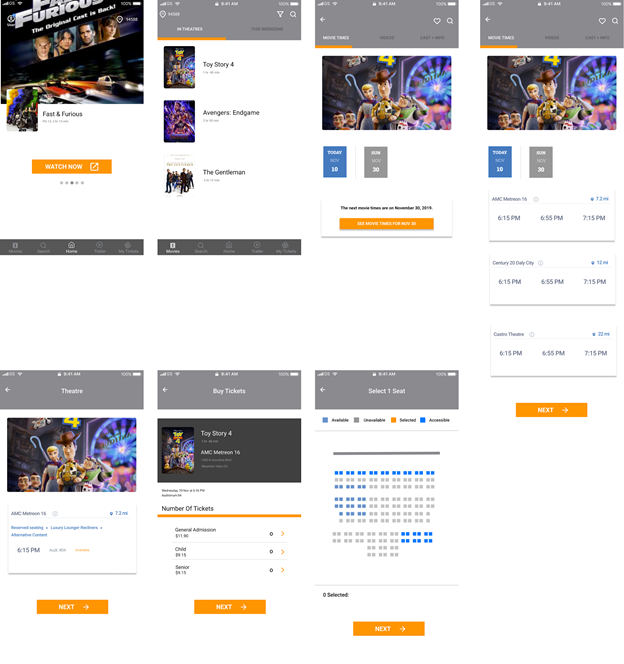 9:41 AM
100%
FURIOUS
The Original Cast is Back!
94588
Fast & Furious
WATCH NOW
Movies
Search
Home
Trailer
My Tickets
9:41 AM
100%
94588
IN THEATRES
THIS WEEKEND
Toy Story 4
Avengers: Endgame
The Gentleman
Movies
Search
Home
Trailer
My Tickets
9:41 AM
100%
MOVIE TIMES
VIDEOS
CAST + INFO
4
TODAY
NOV
10
SUN
NOV
30
The next movie times are on November 30, 2019.
SEE MOVIE TIMES FOR NOV 30
9:41 AM
100%
MOVIE TIMES
VIDEOS
CAST + INFO
4
TODAY
NOV
10
SUN
NOV
30
AMC Metreon 16
7.2 mi
6:15 PM 6:55 PM 7:15 PM
Century 20 Daly City
12 mi
6:15 PM 6:55 PM 7:15 PM
Castro Theatre
22 mi
6:15 PM 6:55 PM 7:15 PM
NEXT
9:41 AM
100%
Theatre
4
AMC Metreon 16
7.2 mi
Reserved seating
Luxury Lounger Recliners
Alternative Content
6:15 PM
Available
NEXT
9:41 AM
100%
Buy Tickets
Toy Story 4
AMC Metreon 16
Number Of Tickets
General Admission
$11.90
0
Child
$9.15
0
Senior
$9.15
0
NEXT
9:41 AM
100%
Select 1 Seat
Available
Unavailable
Selected
Accessible
0 Selected:
NEXT